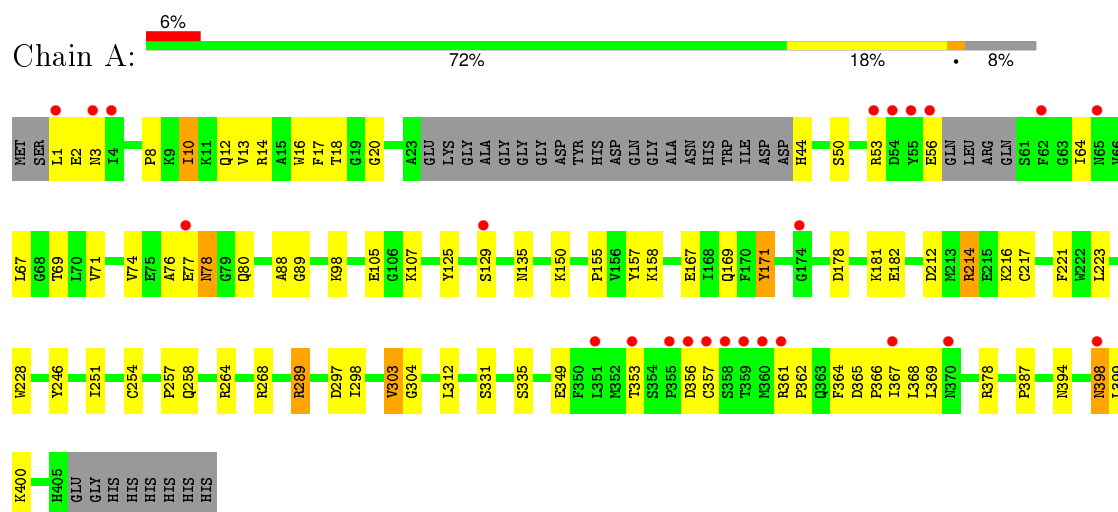 6%
Chain A:
72% 18% • 8%
MET SER L1 E2 N3 I4 P8 K9 I10 K11 Q12 V13 R14 A15 W16 F17 T18 G19 G20 A23 GLU LYS GLY ALA GLY GLY GLY ASP TYR HIS ASP GLN GLY ALA ASN HIS TRP ILE ASP ASP H44 S50 R53 D54 Y55 E56 GLN LEU ARG GLN S61 F62 G63 I64 N65 V66
L67 G68 T69 L70 V71 V74 E75 A76 E77 N78 G79 Q80 A88 G89 K98 E105 G106 K107 Y125 S129 N135 K150 P155 V156 Y157 K158 E167 I168 Q169 F170 Y171 G174 D178 K181 E182 D212 M213 R214 E215 K216 C217 F221 W222 L223
W228 Y246 I251 C254 P257 Q258 R264 R268 R289 D297 I298 V303 G304 L312 S331 S335 E349 F350 L351 M352 T353 S354 P355 D356 C357 S358 T359 M360 R361 P362 Q363 F364 D365 P366 I367 L368 L369 N370 R378 P387 N394 N398 L399
K400 H405 GLU GLY HIS HIS HIS HIS HIS HIS